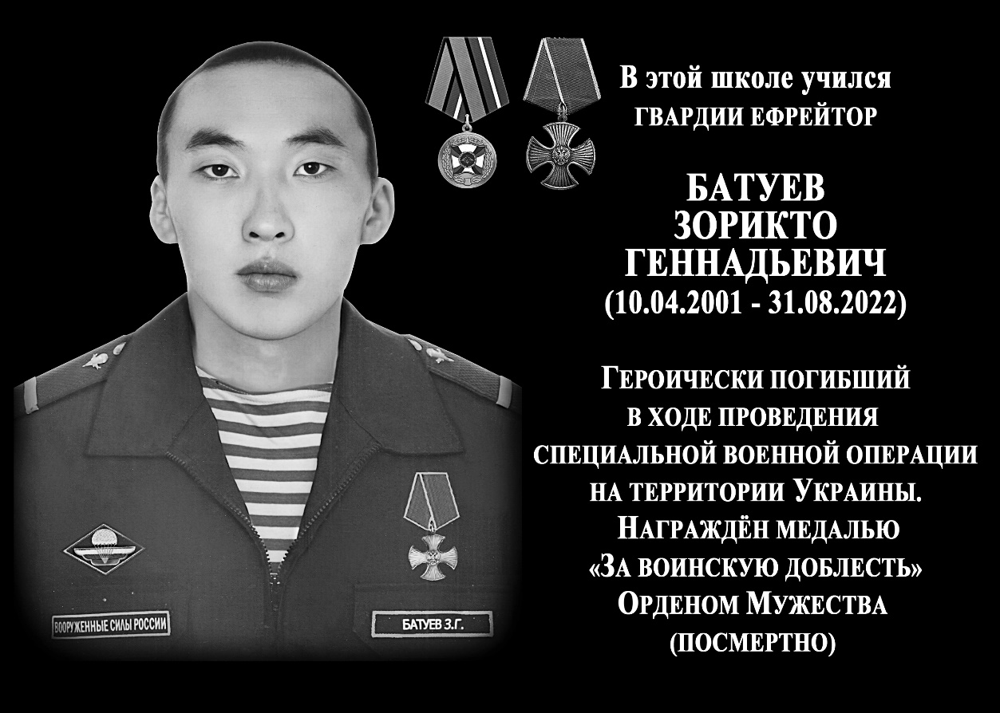 В этой школе учился
ГВАРДИИ ЕФРЕЙТОР
БАТУЕВ
ЗОРИКТО
ГЕННАДЬЕВИЧ
(10.04.2001 - 31.08.2022)
ГЕРОИЧЕСКИ ПОГИБШИЙ
В ХОДЕ ПРОВЕДЕНИЯ
СПЕЦИАЛЬНОЙ ВОЕННОЙ ОПЕРАЦИИ
НА ТЕРРИТОРИИ УКРАИНЫ.
НАГРАЖДЁН МЕДАЛЬЮ
«ЗА ВОИНСКУЮ ДОБЛЕСТЬ»
ОРДЕНОМ МУЖЕСТВА
(ПОСМЕРТНО)
ВООРУЖЕННЫЕ СИЛЫ РОССИИ
БАТУЕВ З.Г.